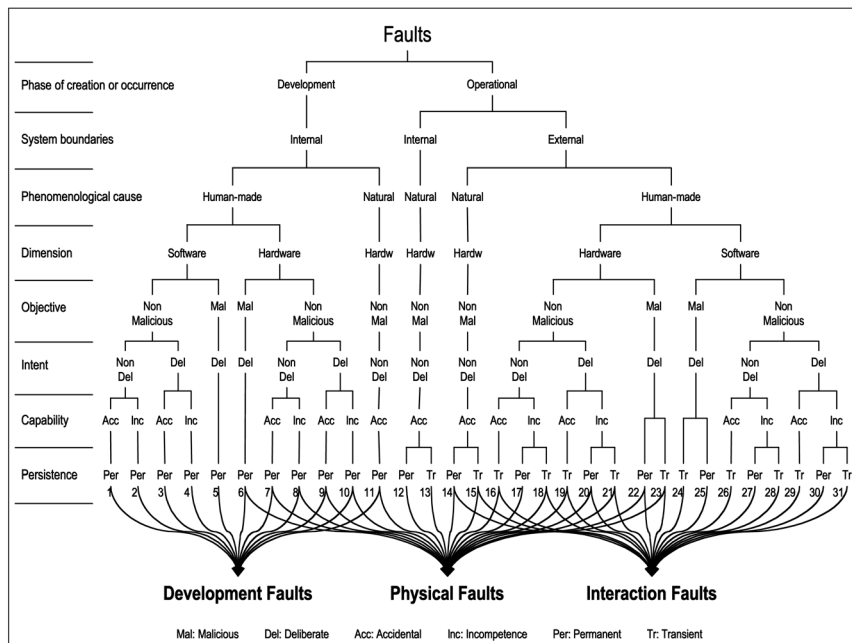 Faults
Phase of creation or occurrence Development Operational
System boundaries Internal Internal External
Phenomenological cause Human-made Natural Natural Natural Human-made
Dimension Software Hardware Hardw Hardw Hardw Hardware Software
Objective Non Mal Mal Non Non Non Non Non Mal Mal Non
Malicious Malicious Mal Mal Mal Malicious Malicious
Intent Non Del Del Del Non Del Non Non Non Non Del Del Del Non Del
Del Del Del Del Del Del Del
Capability Acc Inc Acc Inc Acc Inc Acc Inc Acc Acc Acc Acc Inc Acc Inc Acc Inc Acc Inc
Persistence Per Per Per Per Per Per Per Per Per Per Per Per Tr Per Tr Tr Per Tr Tr Per Tr Per Tr Tr Per Tr Per Tr Tr Per Tr
1 2 3 4 5 6 7 8 9 10 11 12 13 14 15 16 17 18 19 20 21 22 23 24 25 26 27 28 29 30 31
Development Faults Physical Faults Interaction Faults
Mal: Malicious Del: Deliberate Acc: Accidental Inc: Incompetence Per: Permanent Tr: Transient